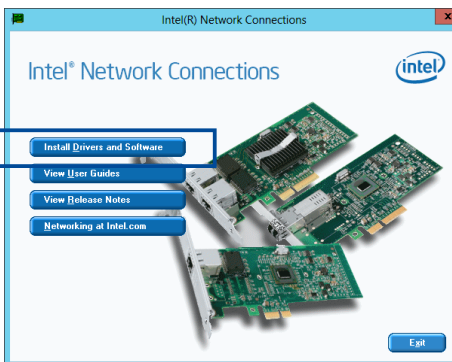 Intel(R) Network Connections
x
Intel® Network Connections
intel
Install Drivers and Software
View User Guides
View Release Notes
Networking at Intel.com
Exit